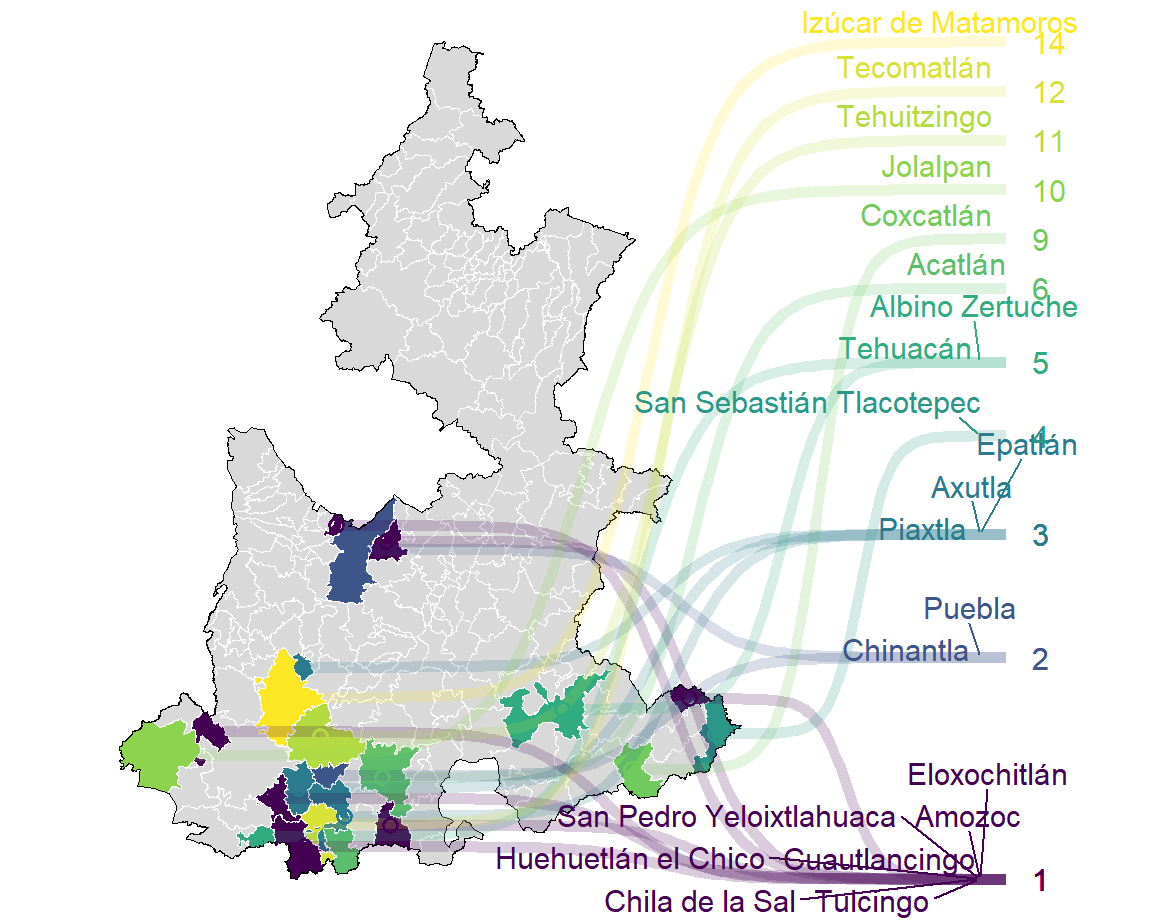 Izúcar de Matamoros
14
Tecomatlán
12
Tehuitzingo
11
Jolalpan
10
Coxcatlán
9
Acatlán
6
Albino Zertuche
Tehuacán
5
San Sebastián Tlacotepec
4
Epatlán
Axutla
Piaxtla
3
Puebla
Chinantla
2
Eloxochitlán
San Pedro Yeloixtlahuaca
Amozoc
Huehuetlán el Chico
Cuautlancingo
1
Chila de la Sal
Tulcingo